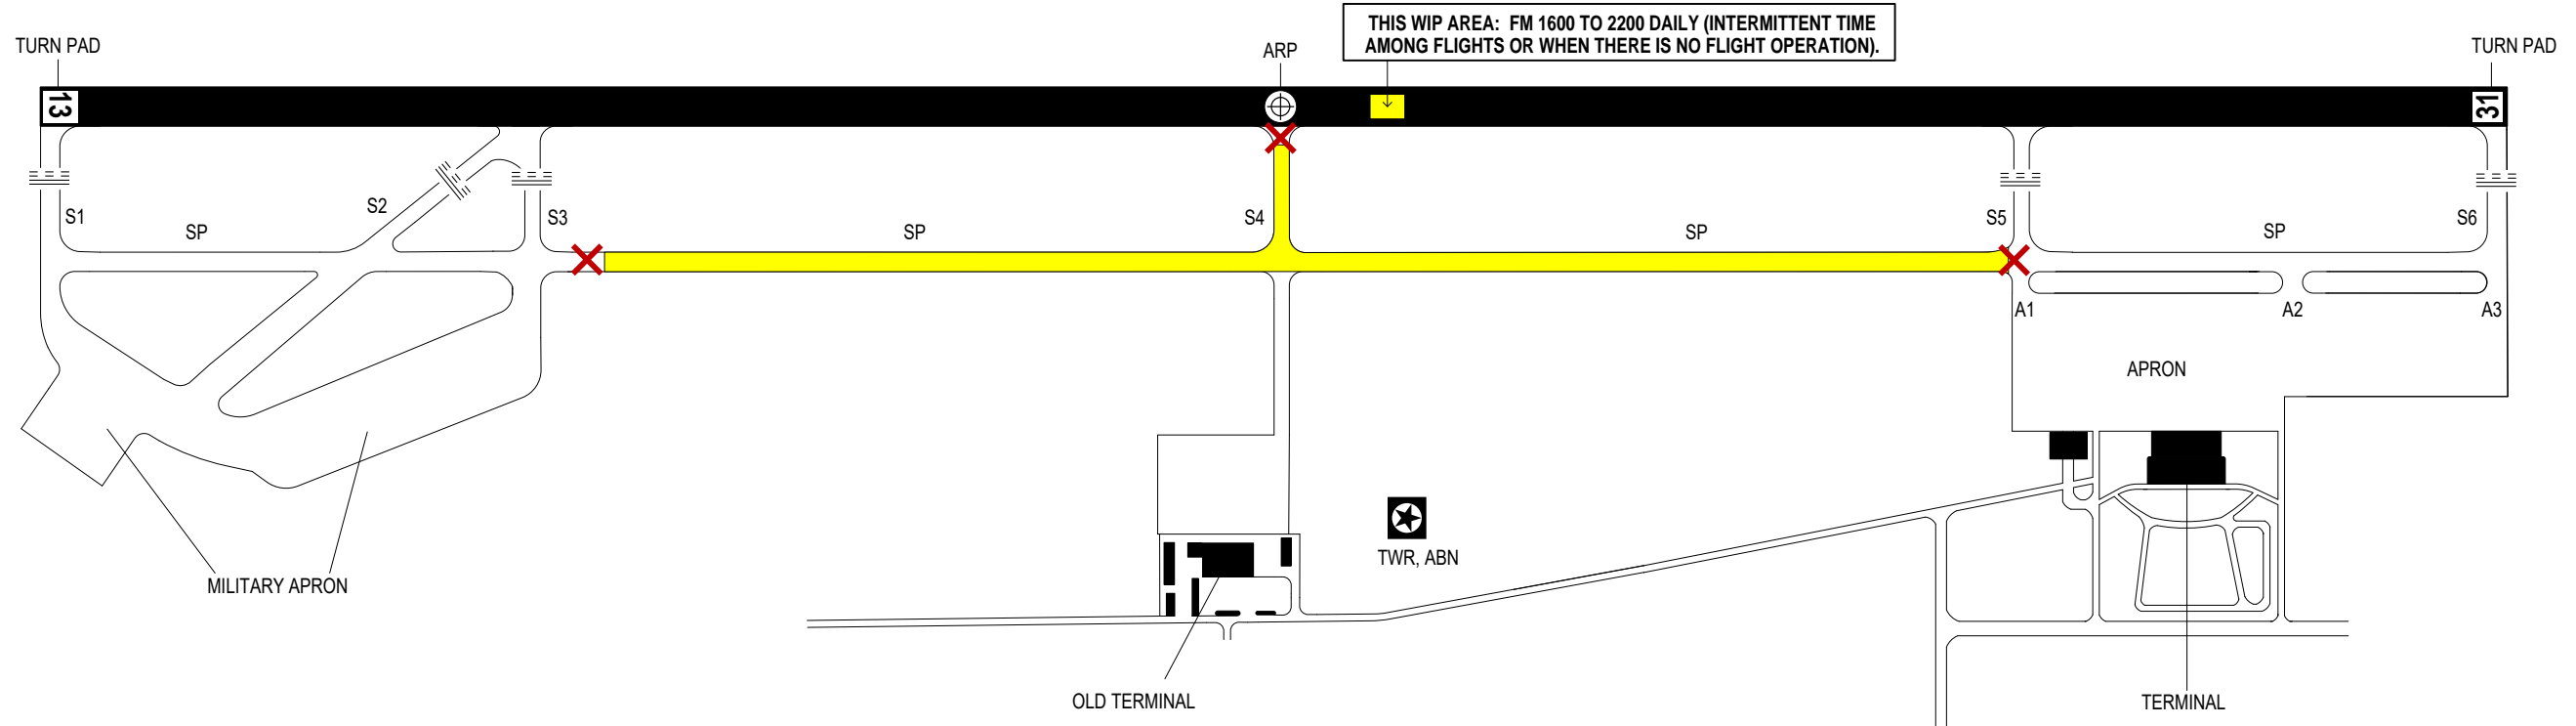 THIS WIP AREA: FM 1600 TO 2200 DAILY (INTERMITTENT TIME
AMONG FLIGHTS OR WHEN THERE IS NO FLIGHT OPERATION).
TURN PAD
ARP
TURN PAD
13
31
S1
S2
S3
S4
S5
S6
SP
SP
SP
SP
A1
A2
A3
APRON
TWR, ABN
MILITARY APRON
OLD TERMINAL
TERMINAL